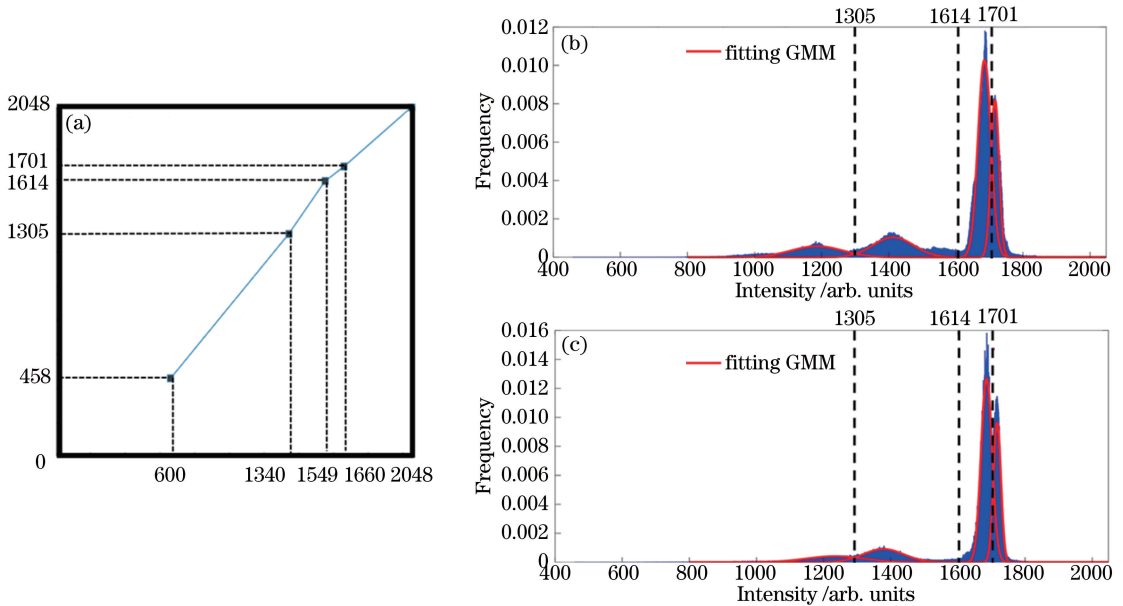 (a)
2048
1701
1614
1305
458
0
600 1340 1549 1660 2048
1305 1614 1701
(b)
fitting GMM
Frequency
0.012
0.010
0.008
0.006
0.004
0.002
0
400 600 800 1000 1200 1400 1600 1800 2000
Intensity /arb. units
1305 1614 1701
(c)
fitting GMM
Frequency
0.016
0.014
0.012
0.010
0.008
0.006
0.004
0.002
0
400 600 800 1000 1200 1400 1600 1800 2000
Intensity /arb. units